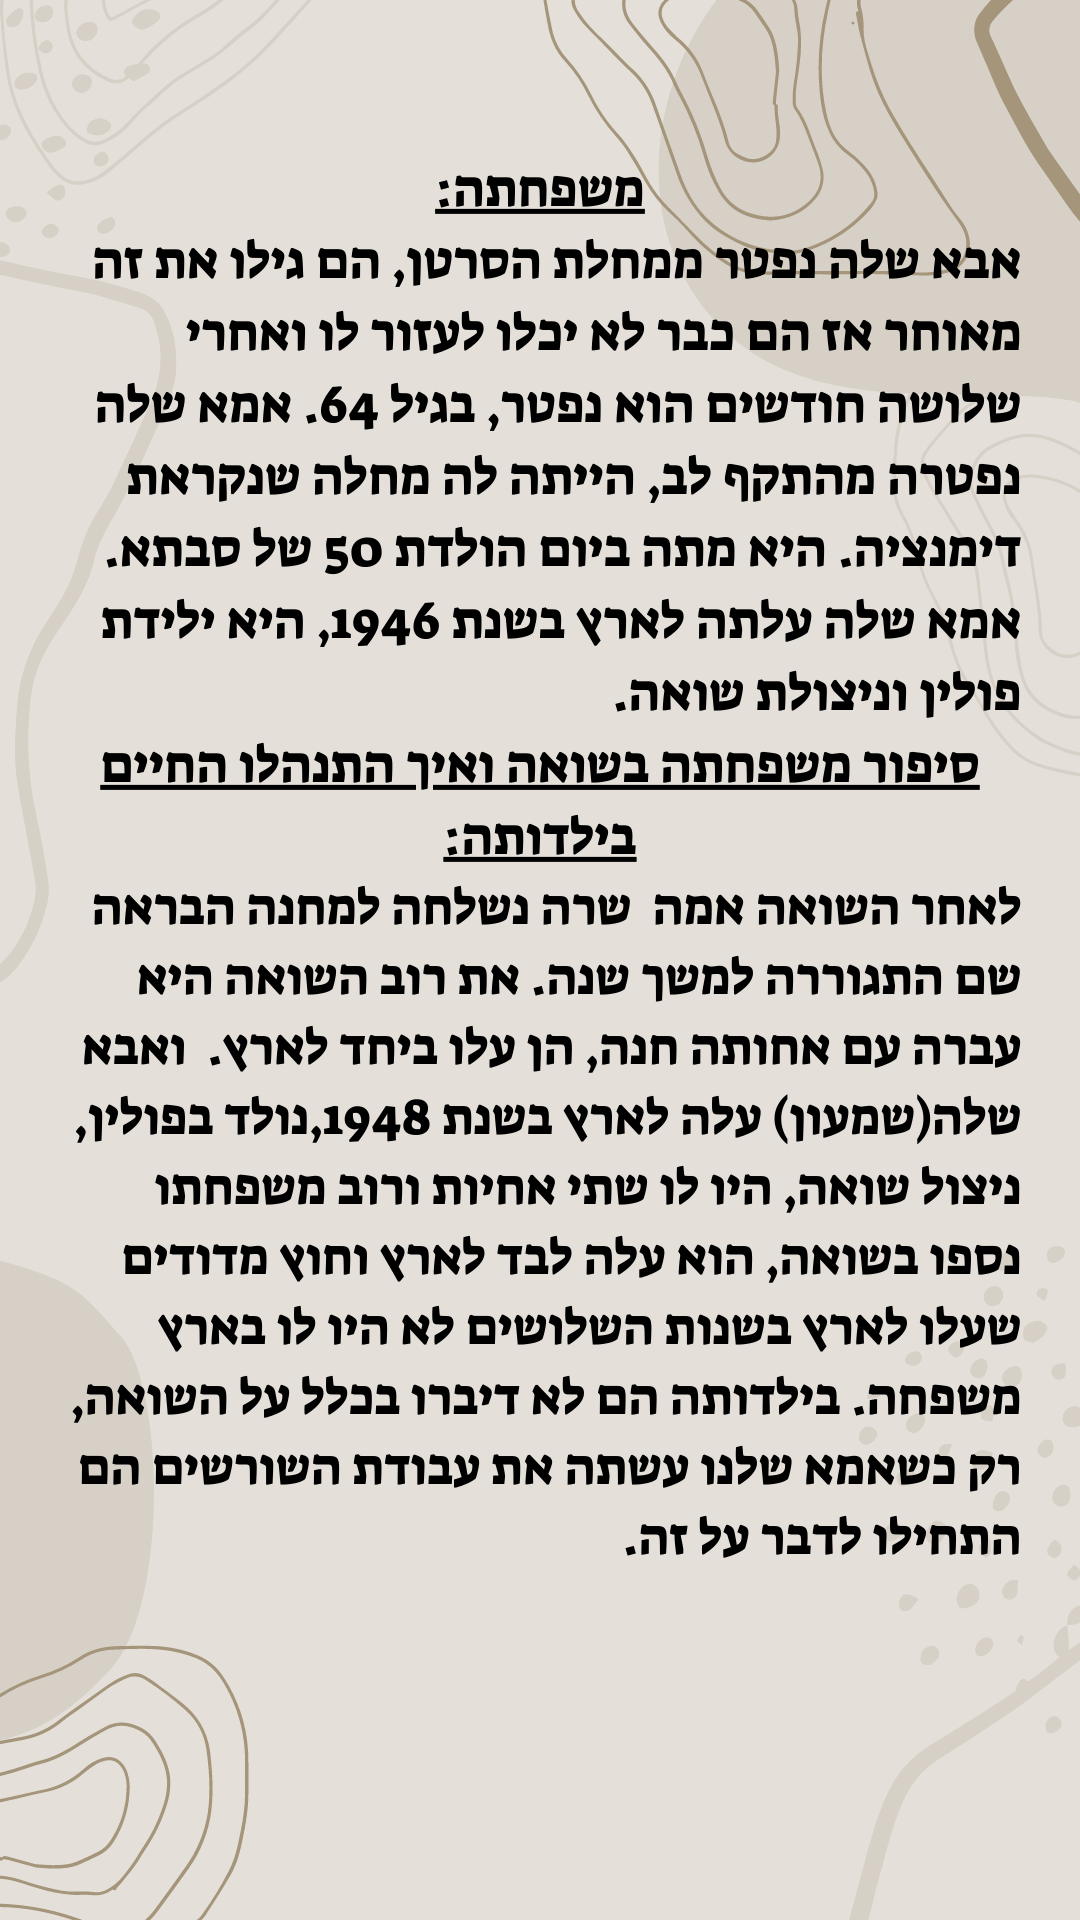 משפחתה:
אבא שלה נפטר ממחלת הסרטן, הם גילו את זה
מאוחר אז הם כבר לא יכלו לעזור לו ואחרי
שלושה חודשים הוא נפטר, בגיל 64. אמא שלה
נפטרה מהתקף לב, הייתה לה מחלה שנקראת
דימנציה. היא מתה ביום הולדת 50 של סבתא.
אמא שלה עלתה לארץ בשנת 1946, היא ילידת
פולין וניצולת שואה.
סיפור משפחתה בשואה ואיך התנהלו החיים
בילדותה:
לאחר השואה אמה  שרה נשלחה למחנה הבראה
שם התגוררה למשך שנה. את רוב השואה היא
עברה עם אחותה חנה, הן עלו ביחד לארץ.  ואבא
שלה(שמעון) עלה לארץ בשנת 1948,נולד בפולין,
ניצול שואה, היו לו שתי אחיות ורוב משפחתו
נספו בשואה, הוא עלה לבד לארץ וחוץ מדודים
שעלו לארץ בשנות השלושים לא היו לו בארץ
משפחה. בילדותה הם לא דיברו בכלל על השואה,
רק כשאמא שלנו עשתה את עבודת השורשים הם
התחילו לדבר על זה.